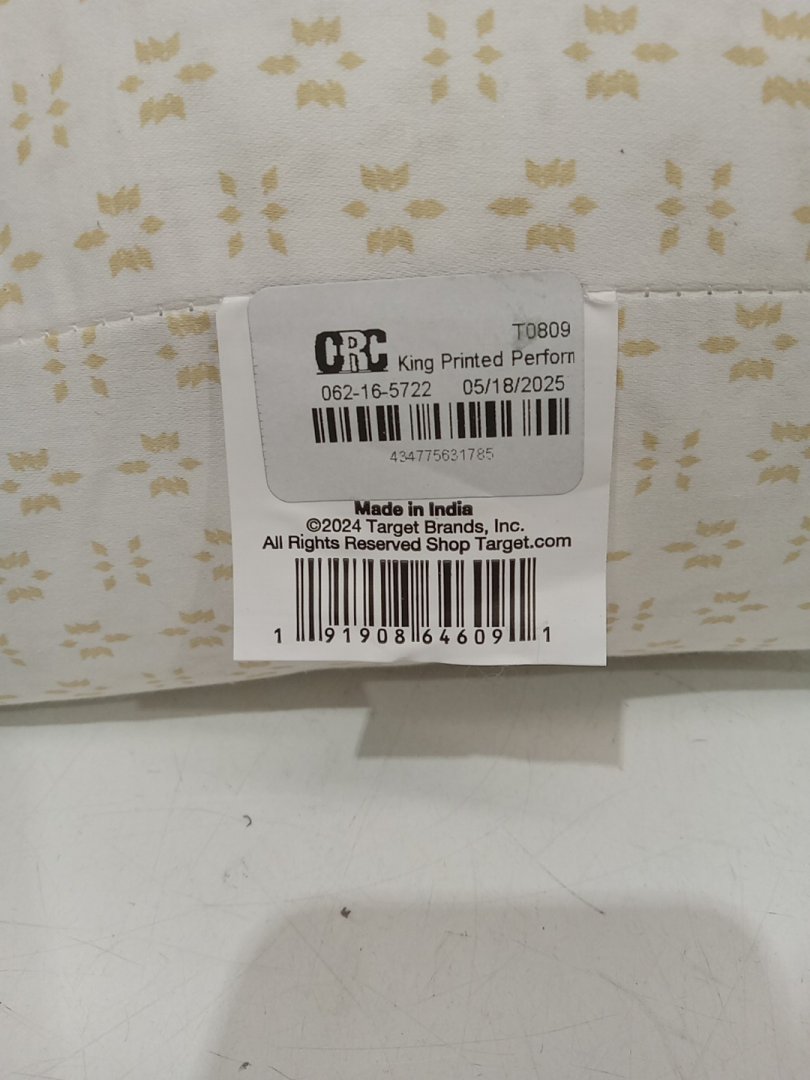 T0809
CRC King Printed Perform
062-16-5722 05/18/2025
434775631785
Made in India
©2024 Target Brands, Inc.
All Rights Reserved Shop Target.com
1 91908 64609 1